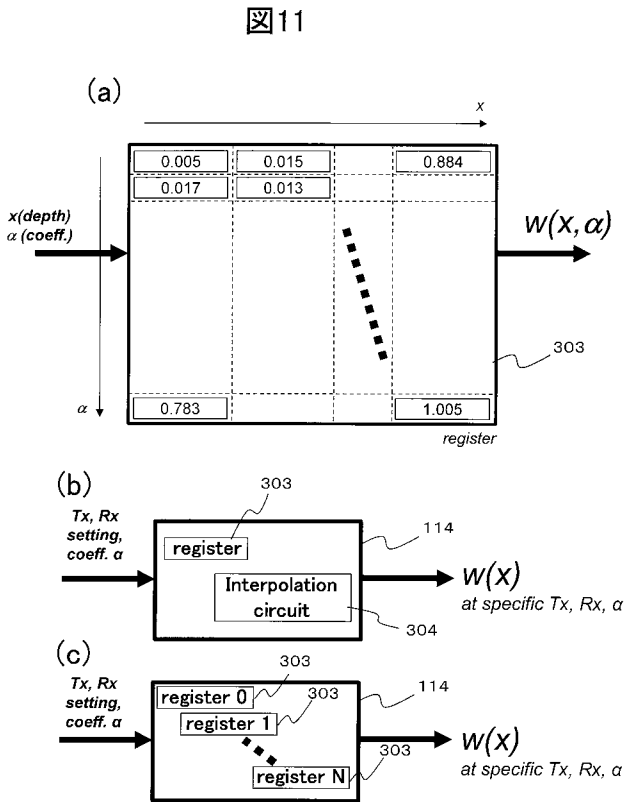 図11
(a)
x
0.005 0.015 0.884
0.017 0.013
x(depth)
α (coeff.)
w(x,α)
303
α
0.783 1.005
register
(b)
303
Tx, Rx
setting,
coeff. α
114
register
Interpolation
circuit
w(x)
at specific Tx, Rx, α
304
(c)
303
Tx, Rx
setting,
coeff. α
register 0
303
114
register 1
303
register N
w(x)
at specific Tx, Rx, α